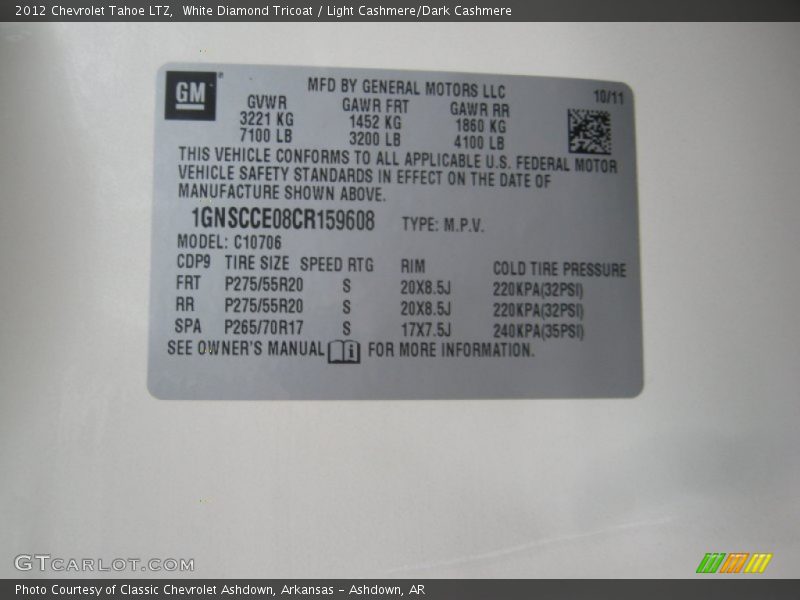 2012 Chevrolet Tahoe LTZ,  White Diamond Tricoat / Light Cashmere/Dark Cashmere
GM
MFD BY GENERAL MOTORS LLC
10/11
GVWR GAWR FRT GAWR RR
3221 KG 1452 KG 1860 KG
7100 LB 3200 LB 4100 LB
THIS VEHICLE CONFORMS TO ALL APPLICABLE U.S. FEDERAL MOTOR
VEHICLE SAFETY STANDARDS IN EFFECT ON THE DATE OF
MANUFACTURE SHOWN ABOVE.
1GNSCCE08CR159608 TYPE: M.P.V.
MODEL: C10706
CDP9 TIRE SIZE SPEED RTG RIM COLD TIRE PRESSURE
FRT P275/55R20 S 20X8.5J 220KPA(32PSI)
RR P275/55R20 S 20X8.5J 220KPA(32PSI)
SPA P265/70R17 S 17X7.5J 240KPA(35PSI)
SEE OWNER'S MANUAL FOR MORE INFORMATION.
GTCARLOT.COM
Photo Courtesy of Classic Chevrolet Ashdown, Arkansas - Ashdown, AR